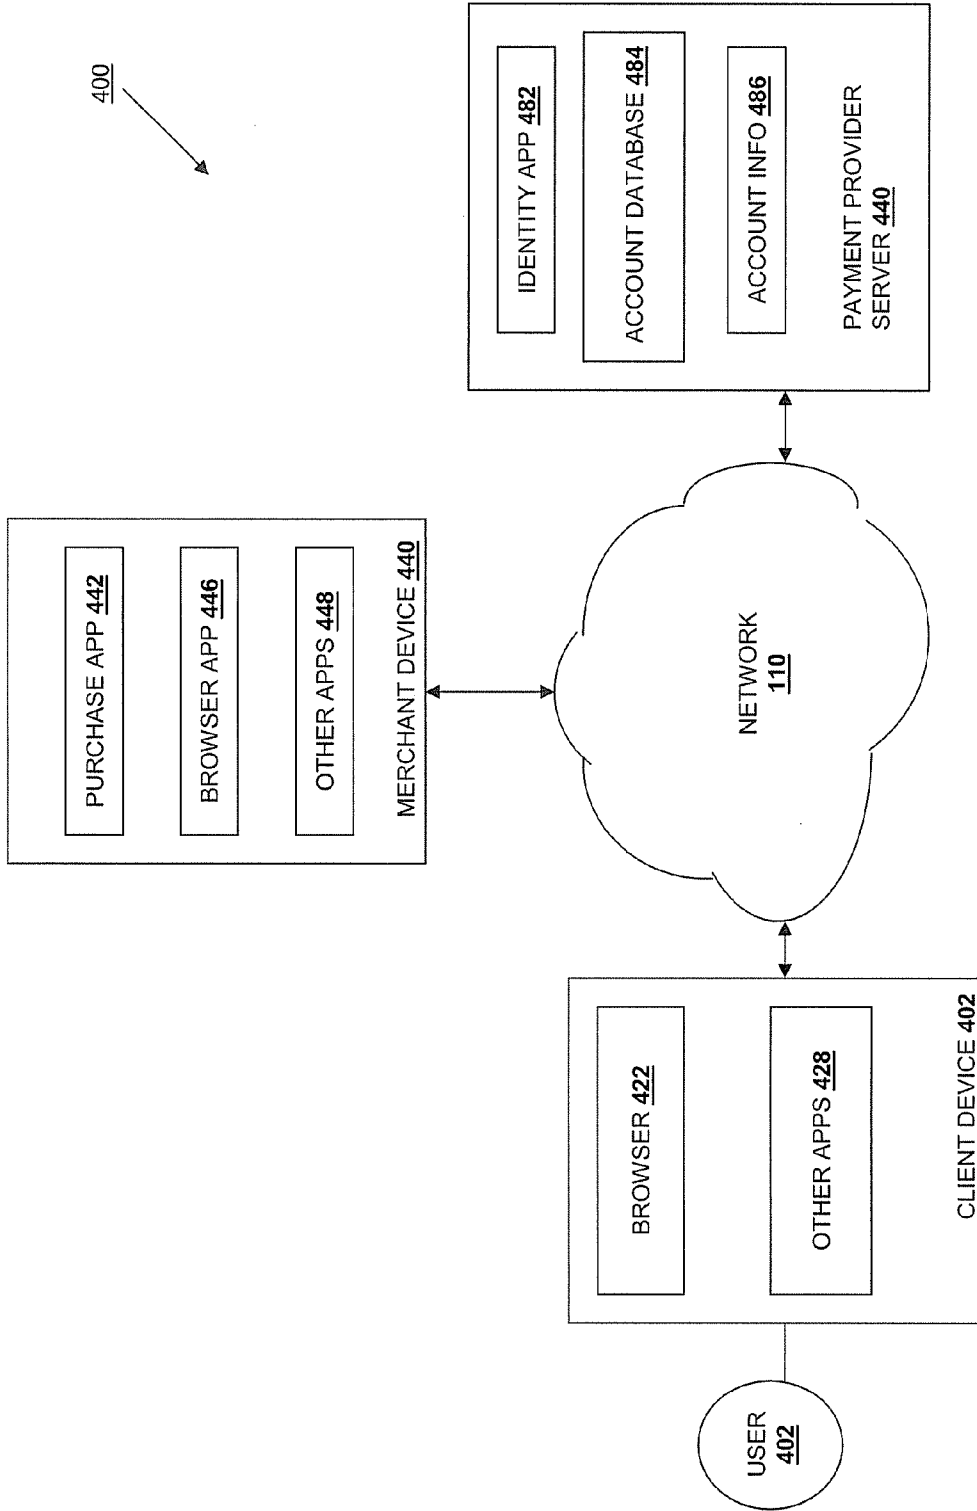 400
PURCHASE APP 442
BROWSER APP 446
OTHER APPS 448
MERCHANT DEVICE 440
IDENTITY APP 482
ACCOUNT DATABASE 484
ACCOUNT INFO 486
PAYMENT PROVIDER
SERVER 440
NETWORK
110
BROWSER 422
OTHER APPS 428
CLIENT DEVICE 402
USER
402